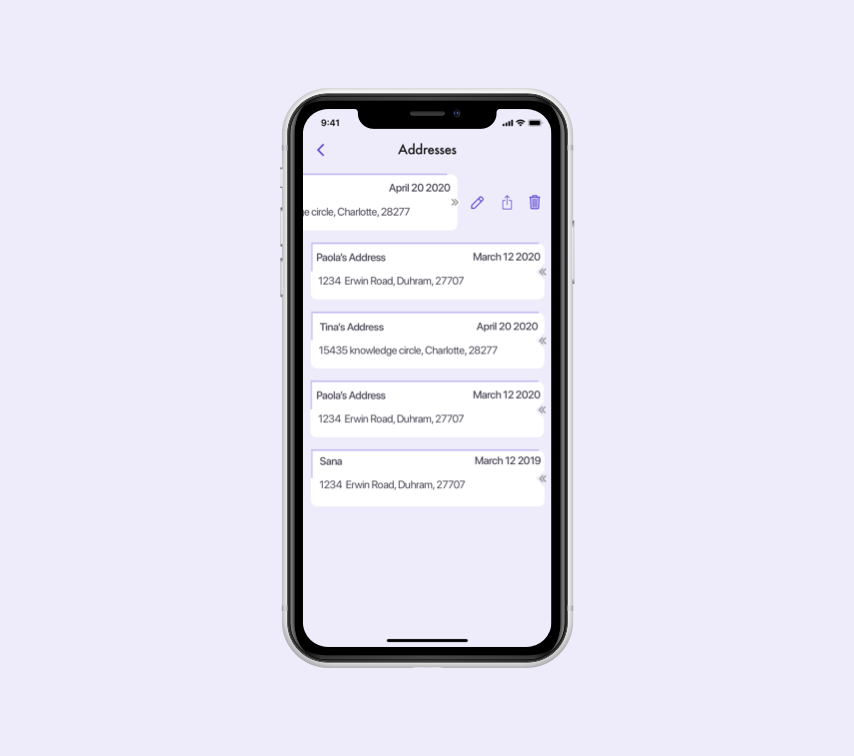 9:41
Addresses
April 20 2020
e circle, Charlotte, 28277
Paola's Address March 12 2020
1234 Erwin Road, Duhram, 27707
Tina's Address April 20 2020
15435 knowledge circle, Charlotte, 28277
Paola's Address March 12 2020
1234 Erwin Road, Duhram, 27707
Sana March 12 2019
1234 Erwin Road, Duhram, 27707